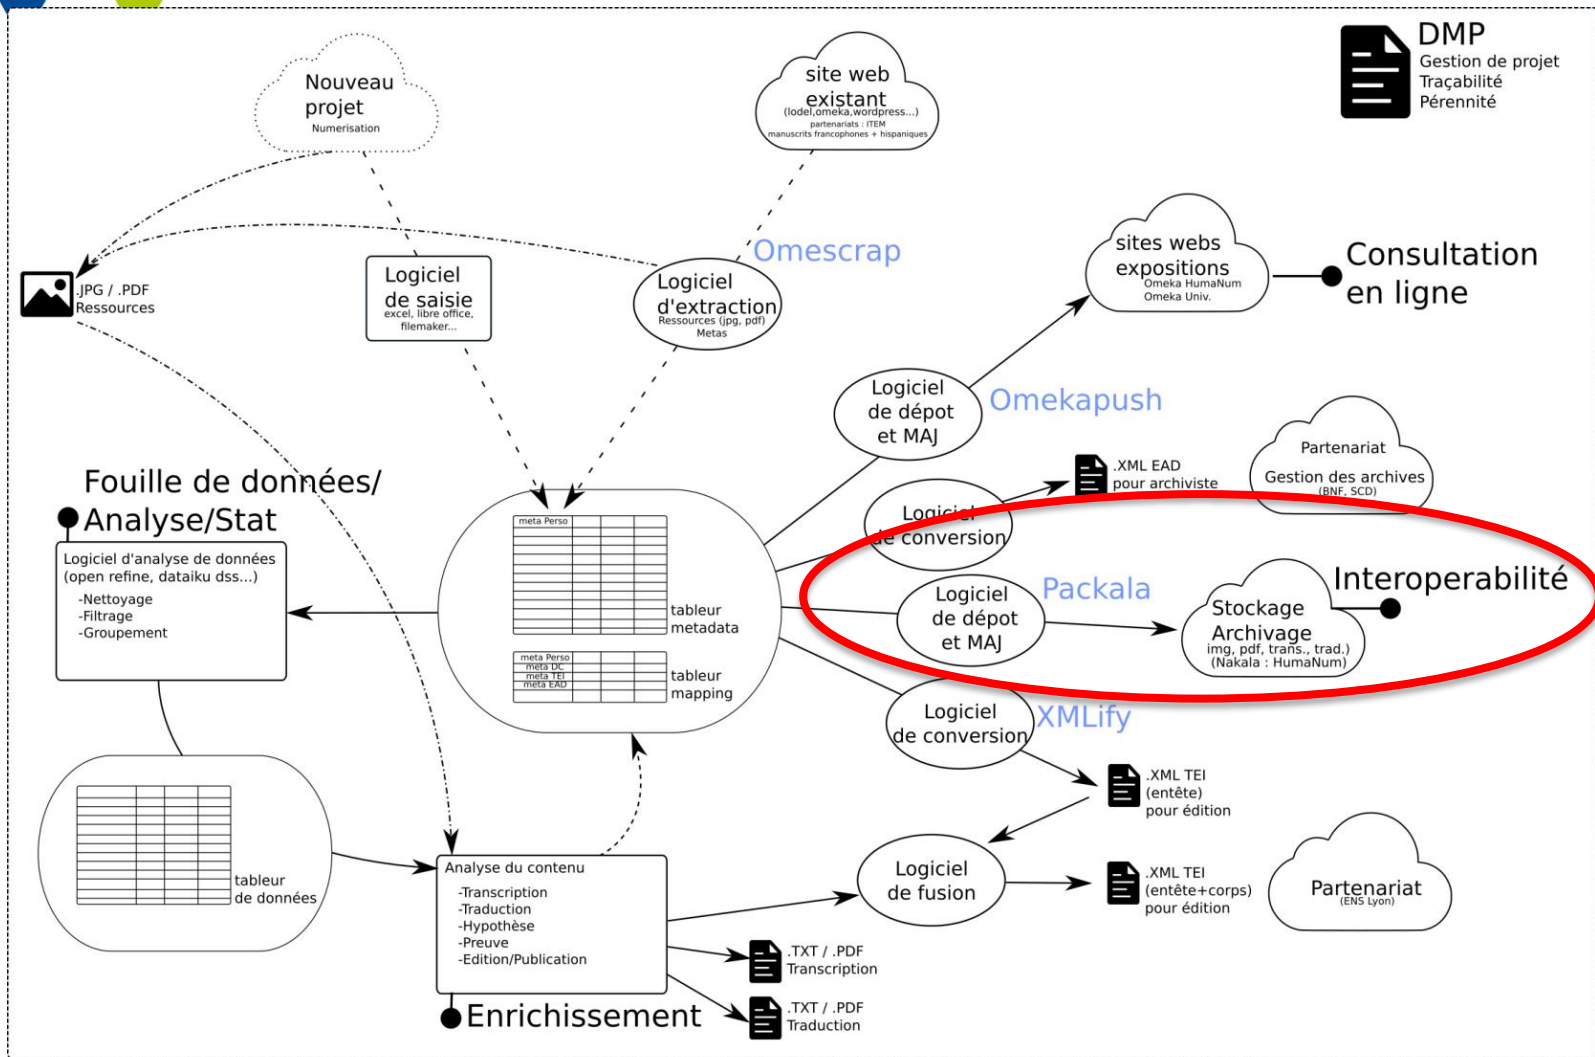 DMP
Gestion de projet
Traçabilité
Pérennité
Nouveau
projet
Numerisation
site web
existant
(lodel,omeka,wordpress...)
partenariats : ITEM
manuscrits francophones + hispaniques
Omescrap
.JPG / .PDF
Ressources
Logiciel
de saisie
excel, libre office,
filemaker...
Logiciel
d'extraction
Ressources (jpg, pdf)
Metas
sites webs
expositions
Omeka HumaNum
Omeka Univ.
Consultation
en ligne
Logiciel
de dépot
et MAJ
Omekapush
.XML EAD
pour archiviste
Partenariat
Gestion des archives
(BNF, SCD)
Fouille de données/
Analyse/Stat
Logiciel d'analyse de données
(open refine, dataiku dss...)
-Nettoyage
-Filtrage
-Groupement
meta Perso
tableur
metadata
meta Perso
meta DC
meta TEI
meta EAD
tableur
mapping
Logiciel
de conversion
Logiciel
de dépot
et MAJ
Packala
Stockage
Archivage
img, pdf, trans., trad.)
(Nakala : HumaNum)
Interoperabilité
Logiciel
de conversion
XMLify
.XML TEI
(entête)
pour édition
tableur
de données
Analyse du contenu
-Transcription
-Traduction
-Hypothèse
-Preuve
-Edition/Publication
Enrichissement
Logiciel
de fusion
.XML TEI
(entête+corps)
pour édition
Partenariat
(ENS Lyon)
.TXT / .PDF
Transcription
.TXT / .PDF
Traduction